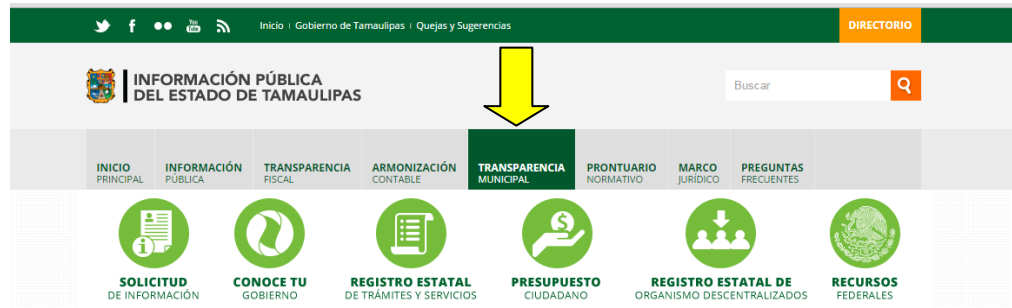 You Tube
Inicio | Gobierno de Tamaulipas | Quejas y Sugerencias
DIRECTORIO
INFORMACIÓN PÚBLICA
DEL ESTADO DE TAMAULIPAS
Buscar
INICIO
PRINCIPAL
INFORMACIÓN
PÚBLICA
TRANSPARENCIA
FISCAL
ARMONIZACIÓN
CONTABLE
TRANSPARENCIA
MUNICIPAL
PRONTUARIO
NORMATIVO
MARCO
JURÍDICO
PREGUNTAS
FRECUENTES
SOLICITUD
DE INFORMACIÓN
CONOCE TU
GOBIERNO
REGISTRO ESTATAL
DE TRÁMITES Y SERVICIOS
PRESUPUESTO
CIUDADANO
REGISTRO ESTATAL DE
ORGANISMO DESCENTRALIZADOS
RECURSOS
FEDERALES